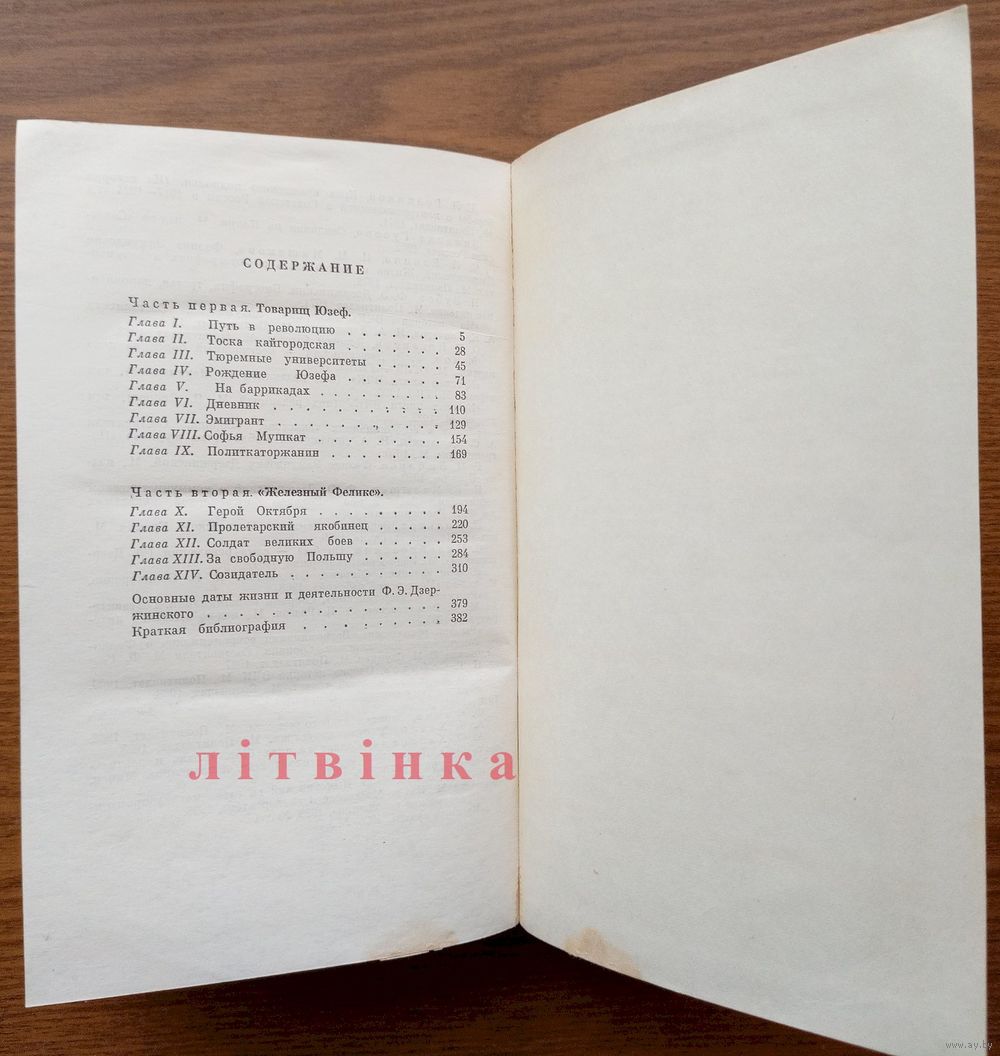 СОДЕРЖАНИЕ
Часть первая. Товарищ Юзеф.
Глава I. Путь в революцию . . . . . . . 5
Глава II. Тоска кайгородская . . . . . . 28
Глава III. Тюремные университеты . . . . . 45
Глава IV. Рождение Юзефа . . . . . . . 71
Глава V. На баррикадах . . . . . . . . 83
Глава VI. Дневник . . . . . . . . . . . 110
Глава VII. Эмигрант . . . . . . . . . . . 129
Глава VIII. Софья Мушкат . . . . . . . . 154
Глава IX. Политкаторжанин . . . . . . . . 169
Часть вторая. «Железный Феликс».
Глава X. Герой Октября . . . . . . . . . 194
Глава XI. Пролетарский якобинец . . . . . 220
Глава XII. Солдат великих боев . . . . . . 253
Глава XIII. За свободную Польшу . . . . . . 284
Глава XIV. Созидатель . . . . . . . . . . 310
Основные даты жизни и деятельности Ф. Э. Дзер-
жинского . . . . . . . . . . . . . . . . 379
Краткая библиография . . . . . . . . . 382
літвінка
www.ay.by